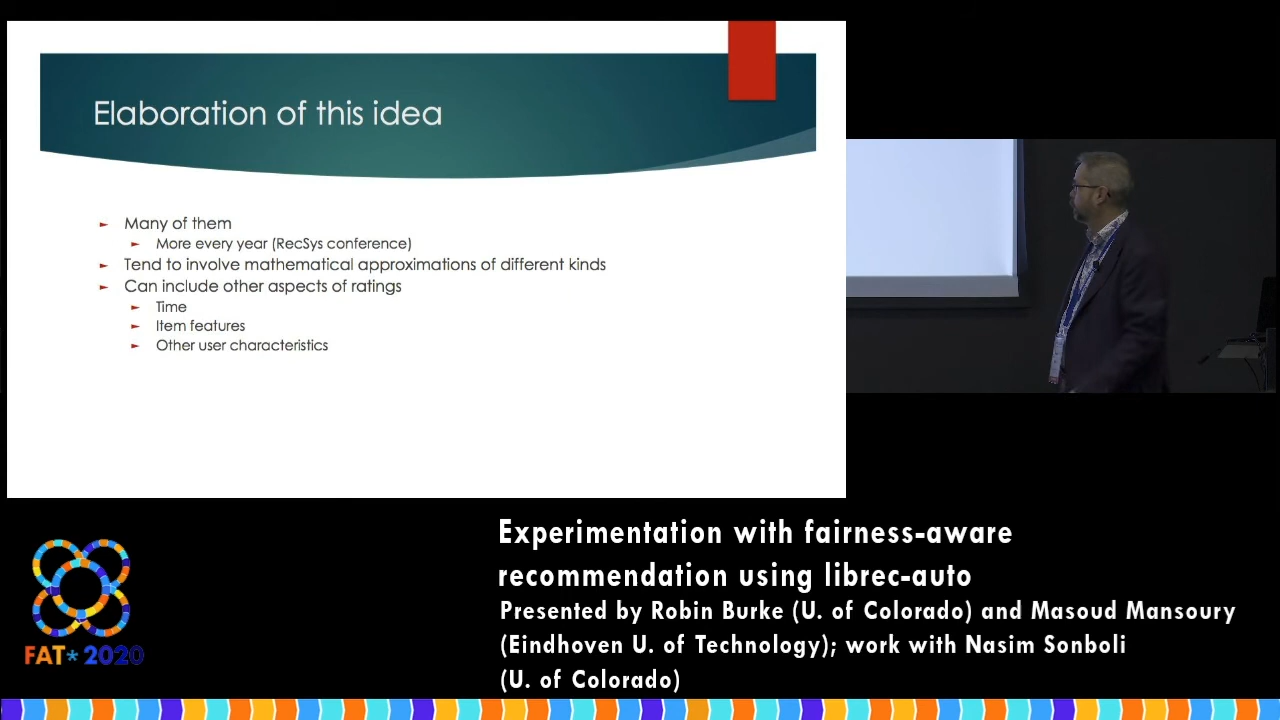 Elaboration of this idea
Many of them
More every year (RecSys conference)
Tend to involve mathematical approximations of different kinds
Can include other aspects of ratings
Time
Item features
Other user characteristics
Experimentation with fairness-aware
recommendation using librec-auto
Presented by Robin Burke (U. of Colorado) and Masoud Mansoury
(Eindhoven U. of Technology); work with Nasim Sonboli
(U. of Colorado)
FAT* 2020